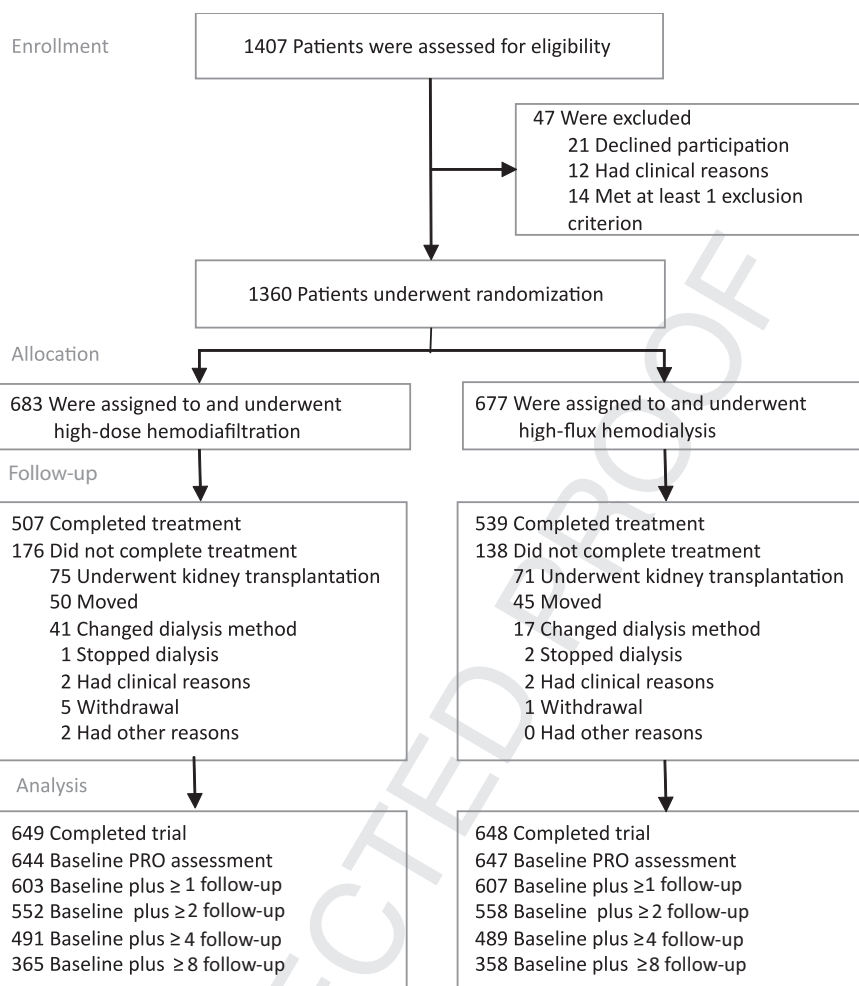 Enrollment
1407 Patients were assessed for eligibility
47 Were excluded
21 Declined participation
12 Had clinical reasons
14 Met at least 1 exclusion
criterion
1360 Patients underwent randomization
Allocation
683 Were assigned to and underwent
high-dose hemodiafiltration
677 Were assigned to and underwent
high-flux hemodialysis
Follow-up
507 Completed treatment
176 Did not complete treatment
75 Underwent kidney transplantation
50 Moved
41 Changed dialysis method
1 Stopped dialysis
2 Had clinical reasons
5 Withdrawal
2 Had other reasons
539 Completed treatment
138 Did not complete treatment
71 Underwent kidney transplantation
45 Moved
17 Changed dialysis method
2 Stopped dialysis
2 Had clinical reasons
1 Withdrawal
0 Had other reasons
Analysis
649 Completed trial
644 Baseline PRO assessment
603 Baseline plus ≥ 1 follow-up
552 Baseline plus ≥ 2 follow-up
491 Baseline plus ≥ 4 follow-up
365 Baseline plus ≥ 8 follow-up
648 Completed trial
647 Baseline PRO assessment
607 Baseline plus ≥1 follow-up
558 Baseline plus ≥2 follow-up
489 Baseline plus ≥4 follow-up
358 Baseline plus ≥8 follow-up
ECTED PROOF